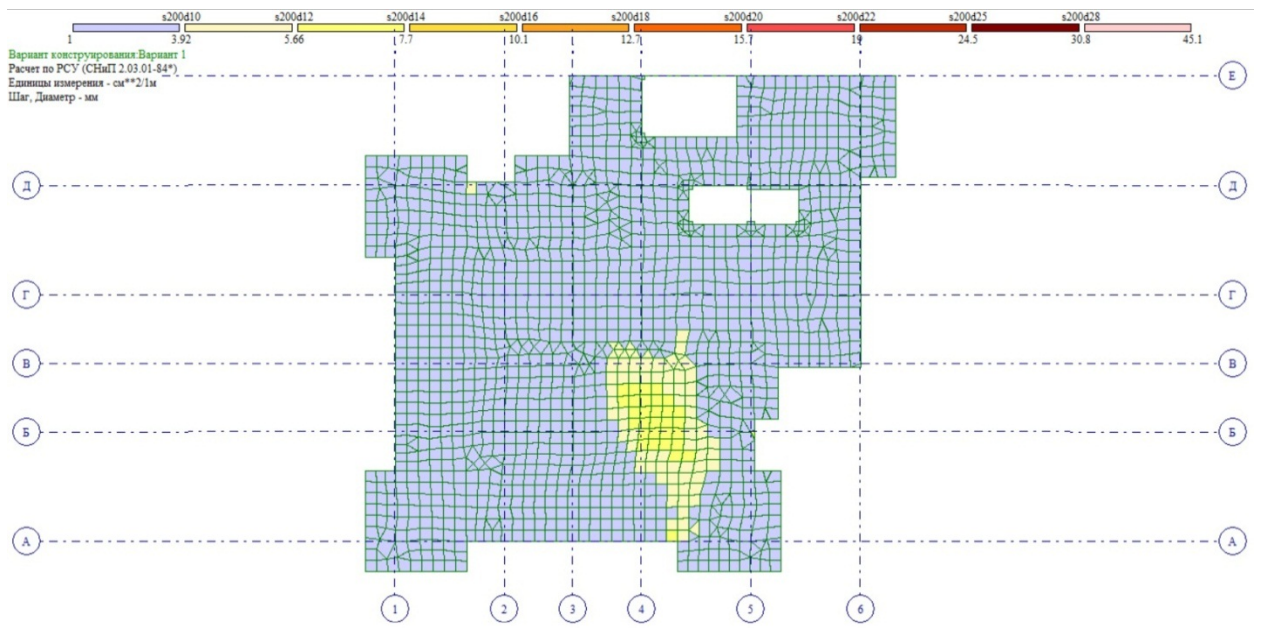 s200d10 s200d12 s200d14 s200d16 s200d18 s200d20 s200d22 s200d25 s200d28
1 3.92 5.66 7.7 10.1 12.7 15.7 19 24.5 30.8 45.1
Вариант конструирования:Вариант 1
Расчет по РСУ (СНиП 2.03.01-84*)
Единицы измерения - см**2/1м
Шаг, Диаметр - мм
Е
Д Д
Г Г
В В
Б Б
А А
1 2 3 4 5 6